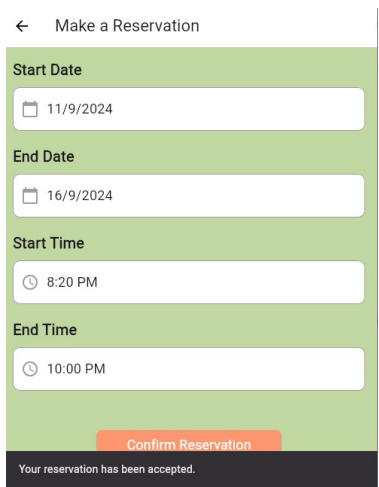 Make a Reservation
Start Date
11/9/2024
End Date
16/9/2024
Start Time
8:20 PM
End Time
10:00 PM
Confirm Reservation
Your reservation has been accepted.